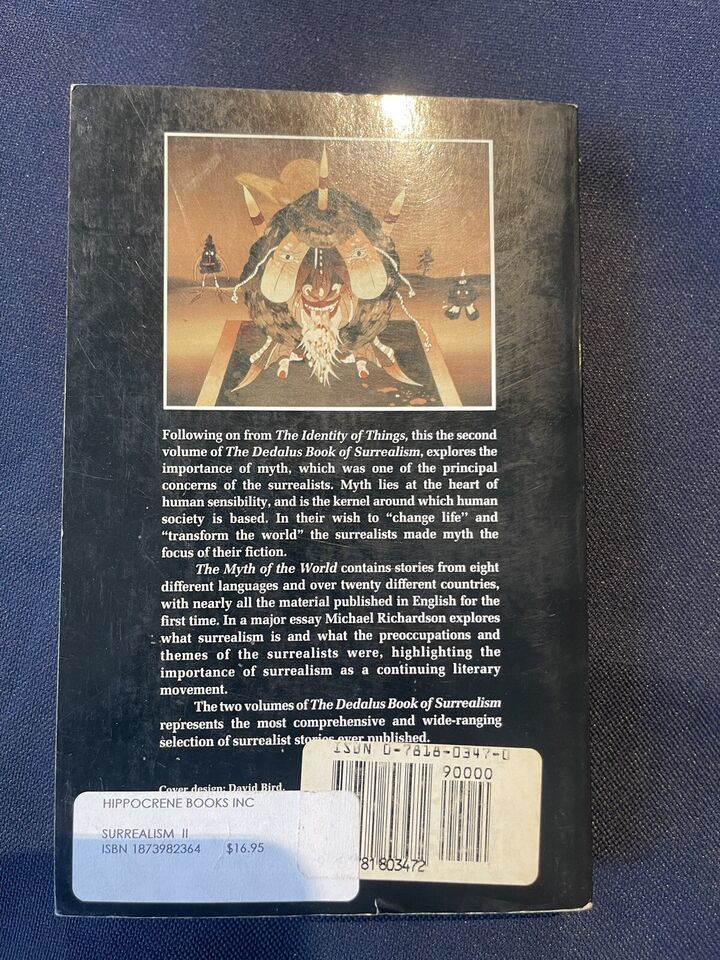 Following on from The Identity of Things, this the second
volume of The Dedalus Book of Surrealism, explores the
importance of myth, which was one of the principal
concerns of the surrealists. Myth lies at the heart of
human sensibility, and is the kernel around which human
society is based. In their wish to “change life” and
“transform the world” the surrealists made myth the
focus of their fiction.
The Myth of the World contains stories from eight
different languages and over twenty different countries,
with nearly all the material published in English for the
first time. In a major essay Michael Richardson explores
what surrealism is and what the preoccupations and
themes of the surrealists were, highlighting the
importance of surrealism as a continuing literary
movement.
The two volumes of The Dedalus Book of Surrealism
represents the most comprehensive and wide-ranging
selection of surrealist stories ever published.
ISBN 0-7818-0347-0
90000
Cover design: David Bird.
HIPPOCRENE BOOKS INC
SURREALISM II
ISBN 1873982364 $16.95
9 781803472